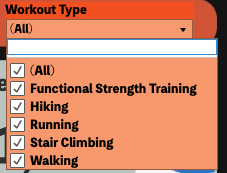 Workout Type
(All)
(All)
Functional Strength Training
Hiking
Running
Stair Climbing
Walking